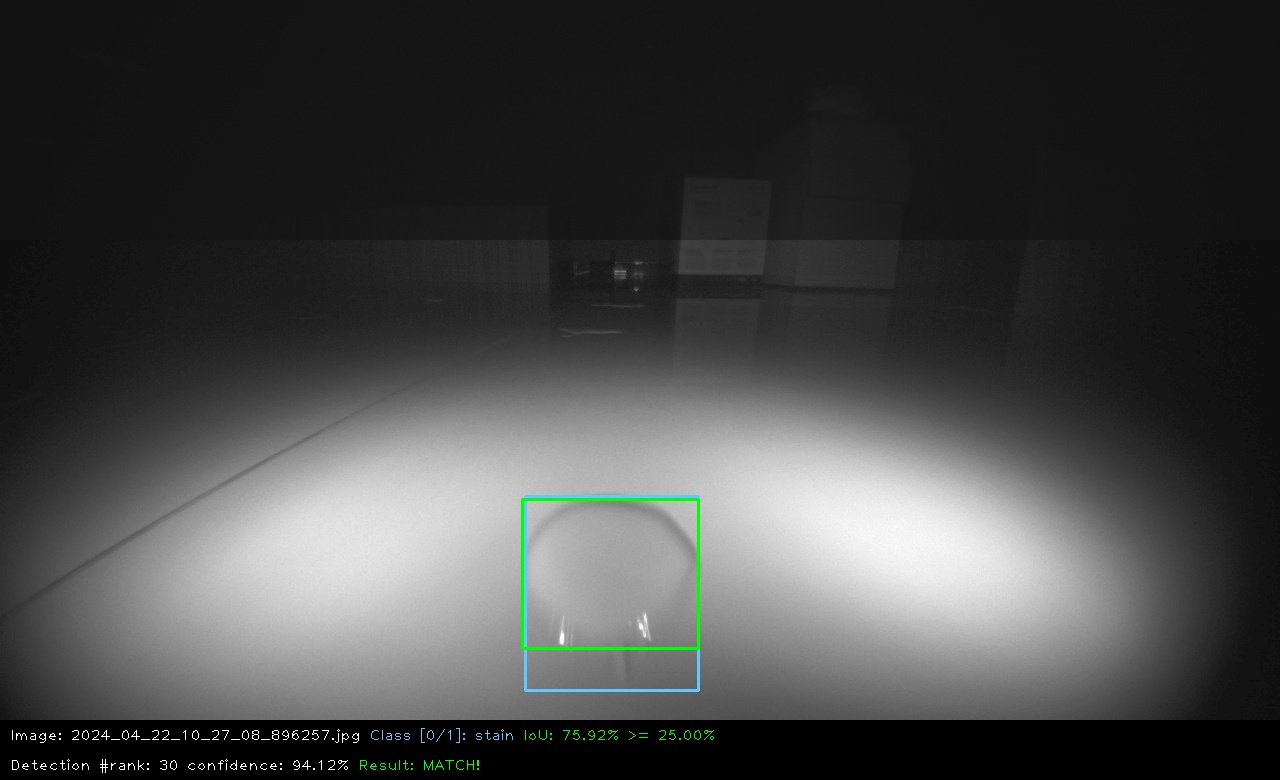 Image: 2024_04_22_10_27_08_896257.jpg Class [0/1]: stain IoU: 75.92% >= 25.00%
Detection #rank: 30 confidence: 94.12% Result: MATCH!